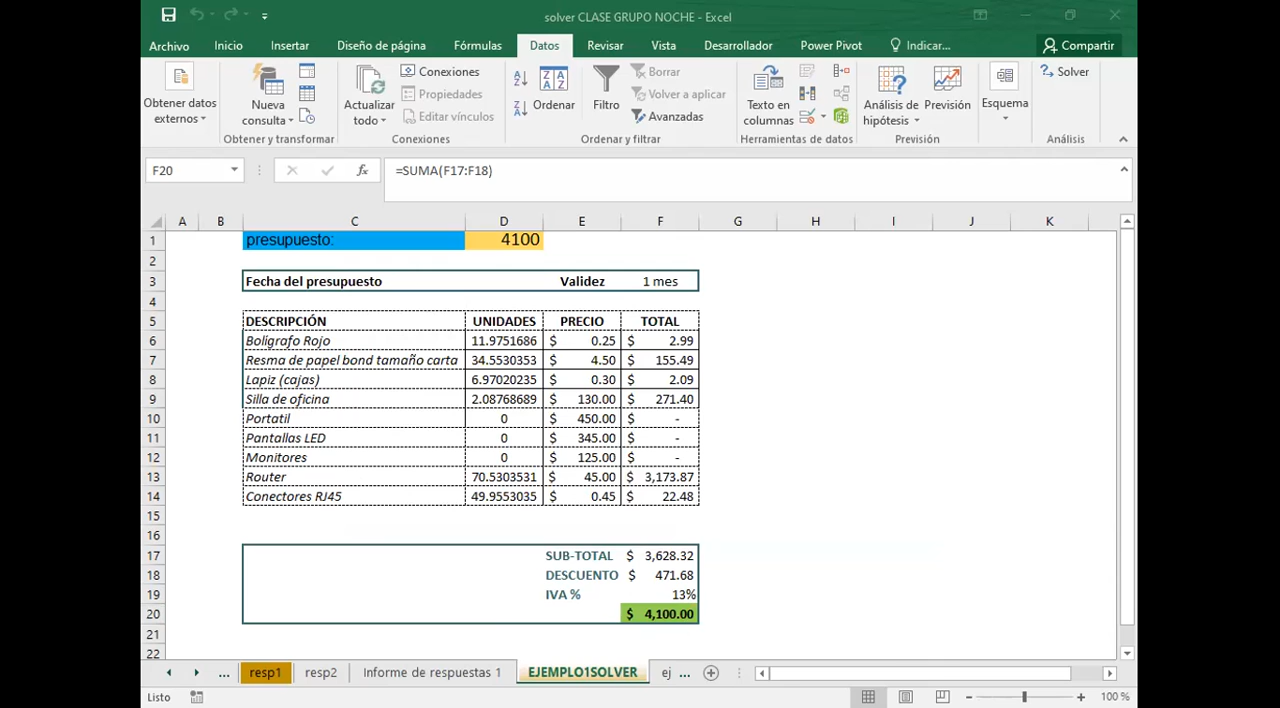 solver CLASE GRUPO NOCHE - Excel
Archivo Inicio Insertar Diseño de página Fórmulas Datos Revisar Vista Desarrollador Power Pivot Indicar... Compartir
Obtener datos externos
Nueva consulta
Obtener y transformar
Actualizar todo
Conexiones
Propiedades
Editar vínculos
Conexiones
Ordenar
Filtro
Borrar
Volver a aplicar
Avanzadas
Ordenar y filtrar
Texto en columnas
Herramientas de datos
Análisis de hipótesis
Previsión
Previsión
Esquema
Solver
Análisis
F20 fx =SUMA(F17:F18)
A B C D E F G H I J K
1 presupuesto: 4100
2
3 Fecha del presupuesto Validez 1 mes
4
5 DESCRIPCIÓN UNIDADES PRECIO TOTAL
6 Boligrafo Rojo 11.9751686 $ 0.25 $ 2.99
7 Resma de papel bond tamaño carta 34.5530353 $ 4.50 $ 155.49
8 Lapiz (cajas) 6.97020235 $ 0.30 $ 2.09
9 Silla de oficina 2.08768689 $ 130.00 $ 271.40
10 Portatil 0 $ 450.00 $ -
11 Pantallas LED 0 $ 345.00 $ -
12 Monitores 0 $ 125.00 $ -
13 Router 70.5303531 $ 45.00 $ 3,173.87
14 Conectores RJ45 49.9553035 $ 0.45 $ 22.48
15
16
17 SUB-TOTAL $ 3,628.32
18 DESCUENTO $ 471.68
19 IVA % 13%
20 $ 4,100.00
21
22
... resp1 resp2 Informe de respuestas 1 EJEMPLO1SOLVER ej ...
Listo 100 %